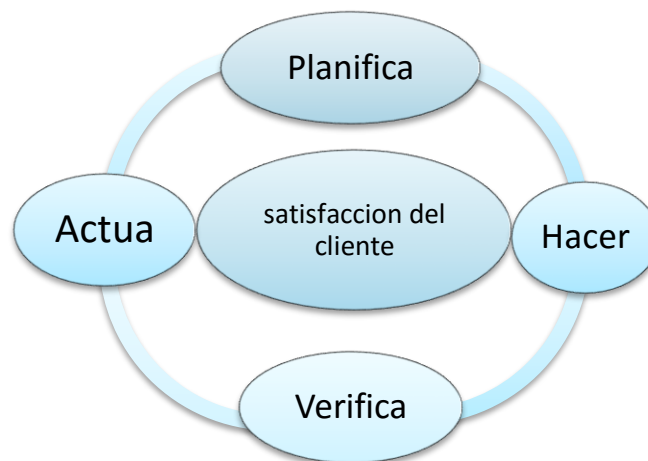 Planifica
Actua
satisfaccion del
cliente
Hacer
Verifica